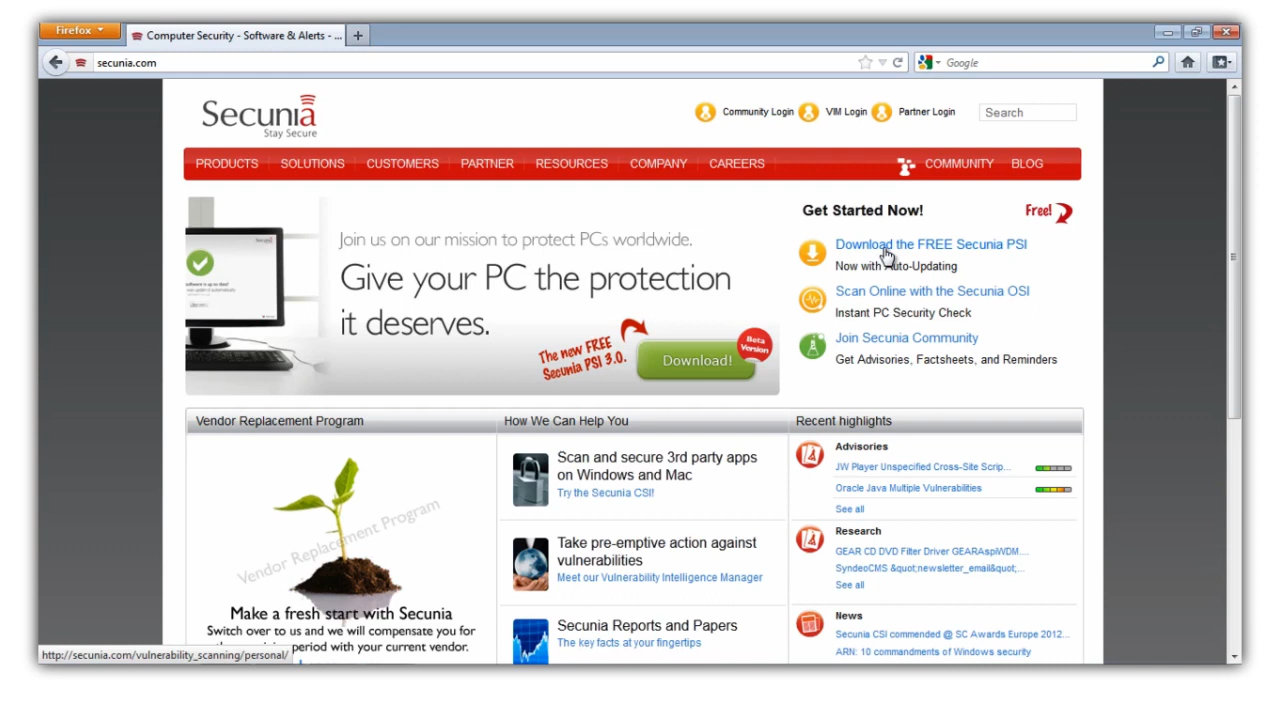 Firefox
Computer Security - Software & Alerts - ...
secunia.com
Google
Secunia
Stay Secure
Community Login
VIM Login
Partner Login
Search
PRODUCTS
SOLUTIONS
CUSTOMERS
PARTNER
RESOURCES
COMPANY
CAREERS
COMMUNITY
BLOG
Join us on our mission to protect PCs worldwide.
Give your PC the protection
it deserves.
The new FREE
Secunia PSI 3.0.
Download!
Beta
Version
Get Started Now!
Free!
Download the FREE Secunia PSI
Now with Auto-Updating
Scan Online with the Secunia OSI
Instant PC Security Check
Join Secunia Community
Get Advisories, Factsheets, and Reminders
Vendor Replacement Program
Vendor Replacement Program
Make a fresh start with Secunia
Switch over to us and we will compensate you for
period with your current vendor.
How We Can Help You
Scan and secure 3rd party apps
on Windows and Mac
Try the Secunia CSI!
Take pre-emptive action against
vulnerabilities
Meet our Vulnerability Intelligence Manager
Secunia Reports and Papers
The key facts at your fingertips
Recent highlights
Advisories
JW Player Unspecified Cross-Site Scrip...
Oracle Java Multiple Vulnerabilities
See all
Research
GEAR CD DVD Filter Driver GEARAspiWDM....
SyndeoCMS &quot;newsletter_email&quot;...
See all
News
Secunia CSI commended @ SC Awards Europe 2012...
ARN: 10 commandments of Windows security
http://secunia.com/vulnerability_scanning/personal/